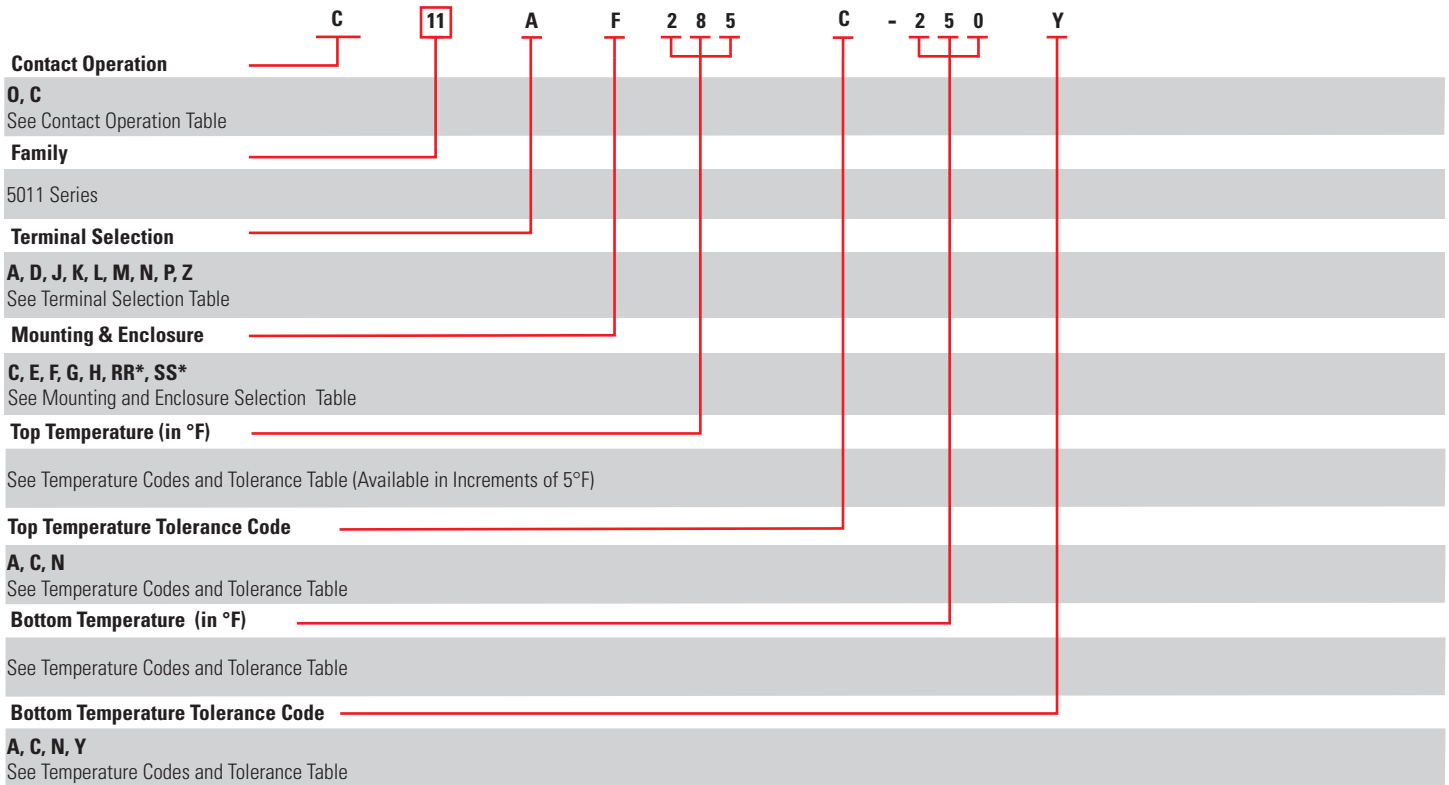 C 11 A F 2 8 5 C - 2 5 0 Y
Contact Operation
O, C
See Contact Operation Table
Family
5011 Series
Terminal Selection
A, D, J, K, L, M, N, P, Z
See Terminal Selection Table
Mounting & Enclosure
C, E, F, G, H, RR*, SS*
See Mounting and Enclosure Selection Table
Top Temperature (in °F)
See Temperature Codes and Tolerance Table (Available in Increments of 5°F)
Top Temperature Tolerance Code
A, C, N
See Temperature Codes and Tolerance Table
Bottom Temperature (in °F)
See Temperature Codes and Tolerance Table
Bottom Temperature Tolerance Code
A, C, N, Y
See Temperature Codes and Tolerance Table